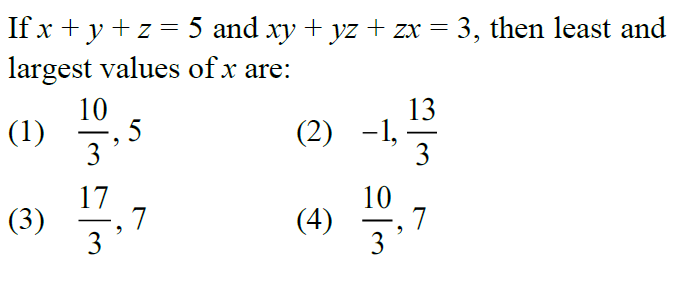 If x + y + z = 5 and xy + yz + zx = 3, then least and
largest values of x are:
(1) 10/3, 5 (2) –1, 13/3
(3) 17/3, 7 (4) 10/3, 7